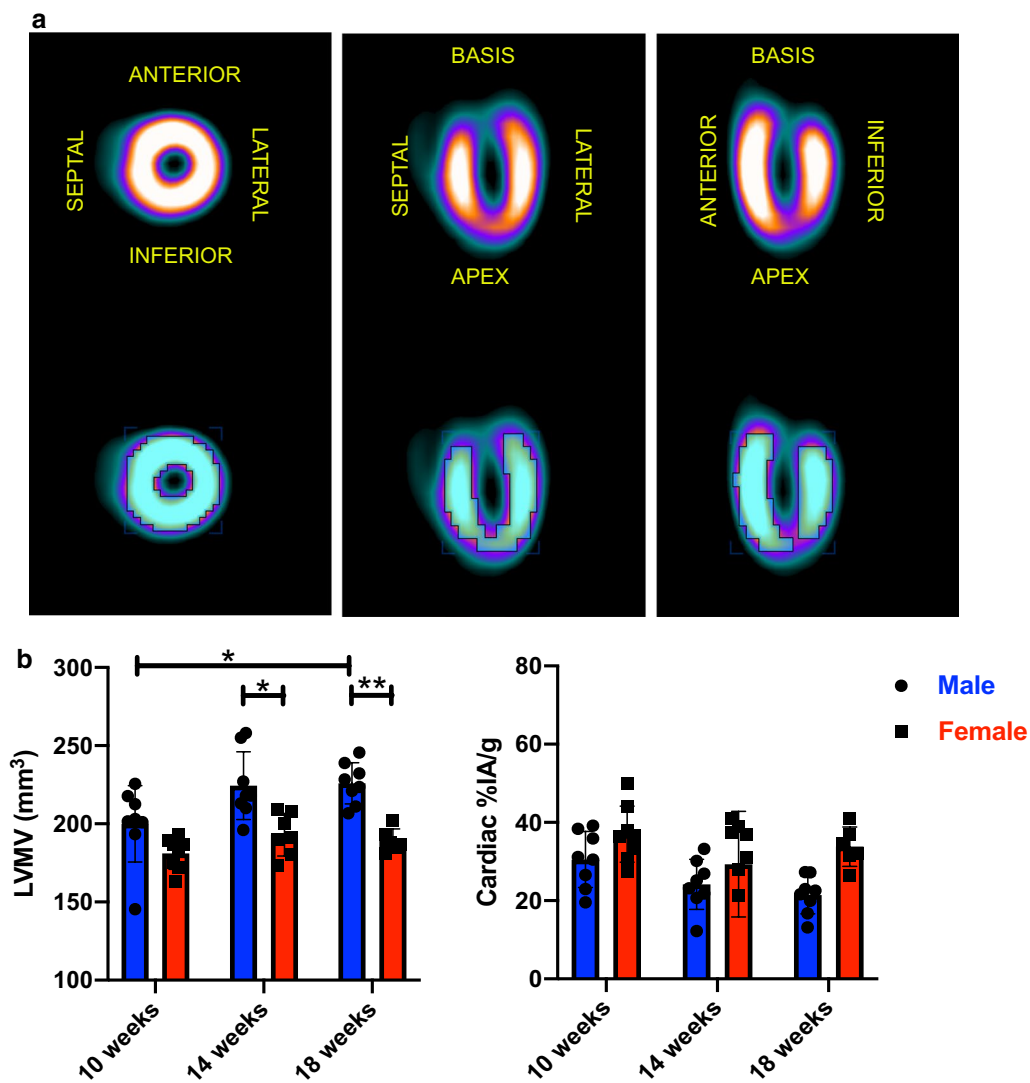 a
ANTERIOR
SEPTAL
LATERAL
INFERIOR
BASIS
SEPTAL
LATERAL
APEX
BASIS
ANTERIOR
INFERIOR
APEX
b
LVMV (mm³)
300
250
200
150
100
*
*
**
10 weeks
14 weeks
18 weeks
Cardiac %IA/g
80
60
40
20
0
10 weeks
14 weeks
18 weeks
Male
Female